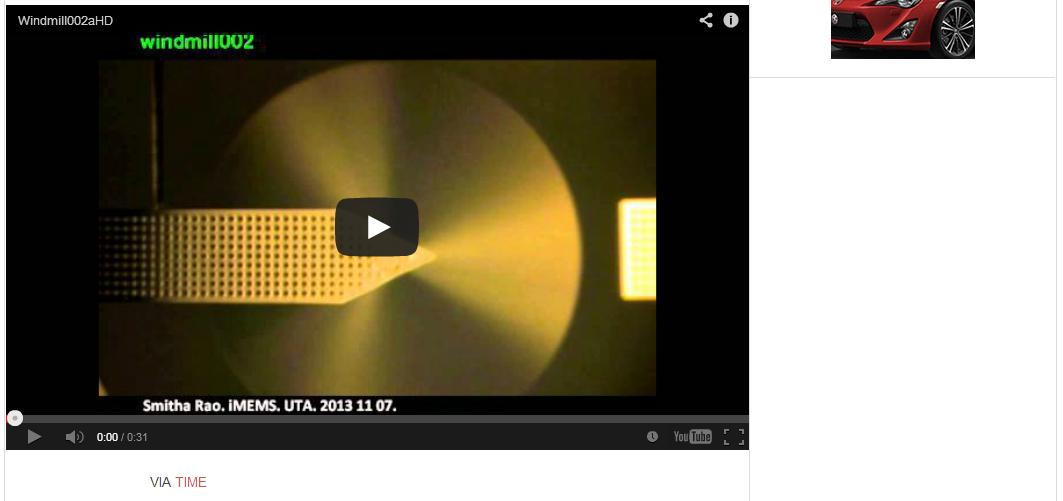 Windmill002aHD
windmill002
Smitha Rao. iMEMS. UTA. 2013 11 07.
0:00 / 0:31
YouTube
VIA TIME